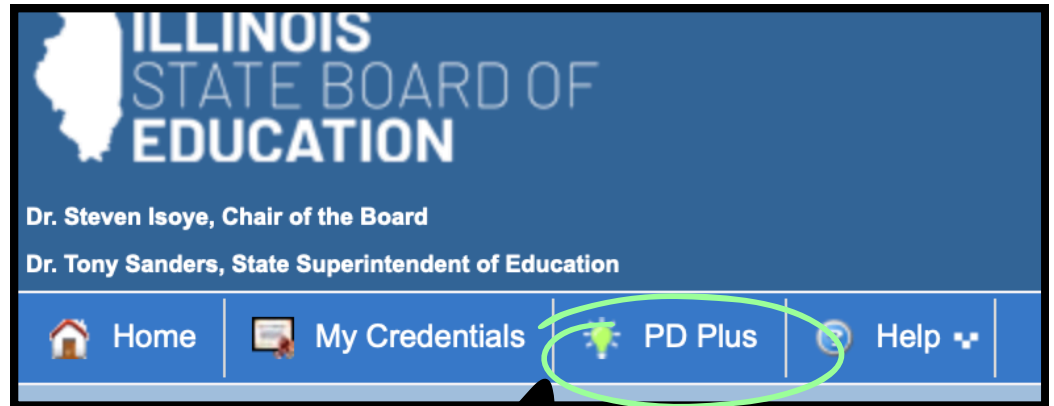 ILLINOIS
STATE BOARD OF
EDUCATION
Dr. Steven Isoye, Chair of the Board
Dr. Tony Sanders, State Superintendent of Education
Home My Credentials PD Plus ? Help